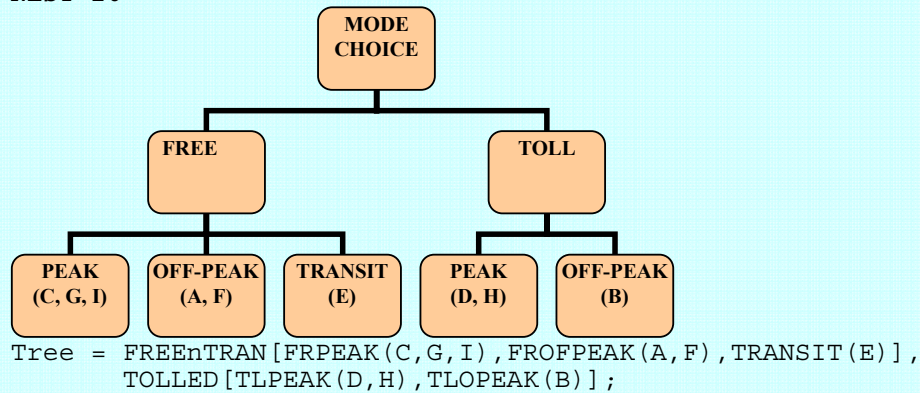 MODE
CHOICE
FREE
TOLL
PEAK
(C, G, I)
OFF-PEAK
(A, F)
TRANSIT
(E)
PEAK
(D, H)
OFF-PEAK
(B)
Tree = FREEnTRAN[FRPEAK(C,G,I),FROFPEAK(A,F),TRANSIT(E)],
TOLLED[TLPEAK(D,H),TLOPEAK(B)];